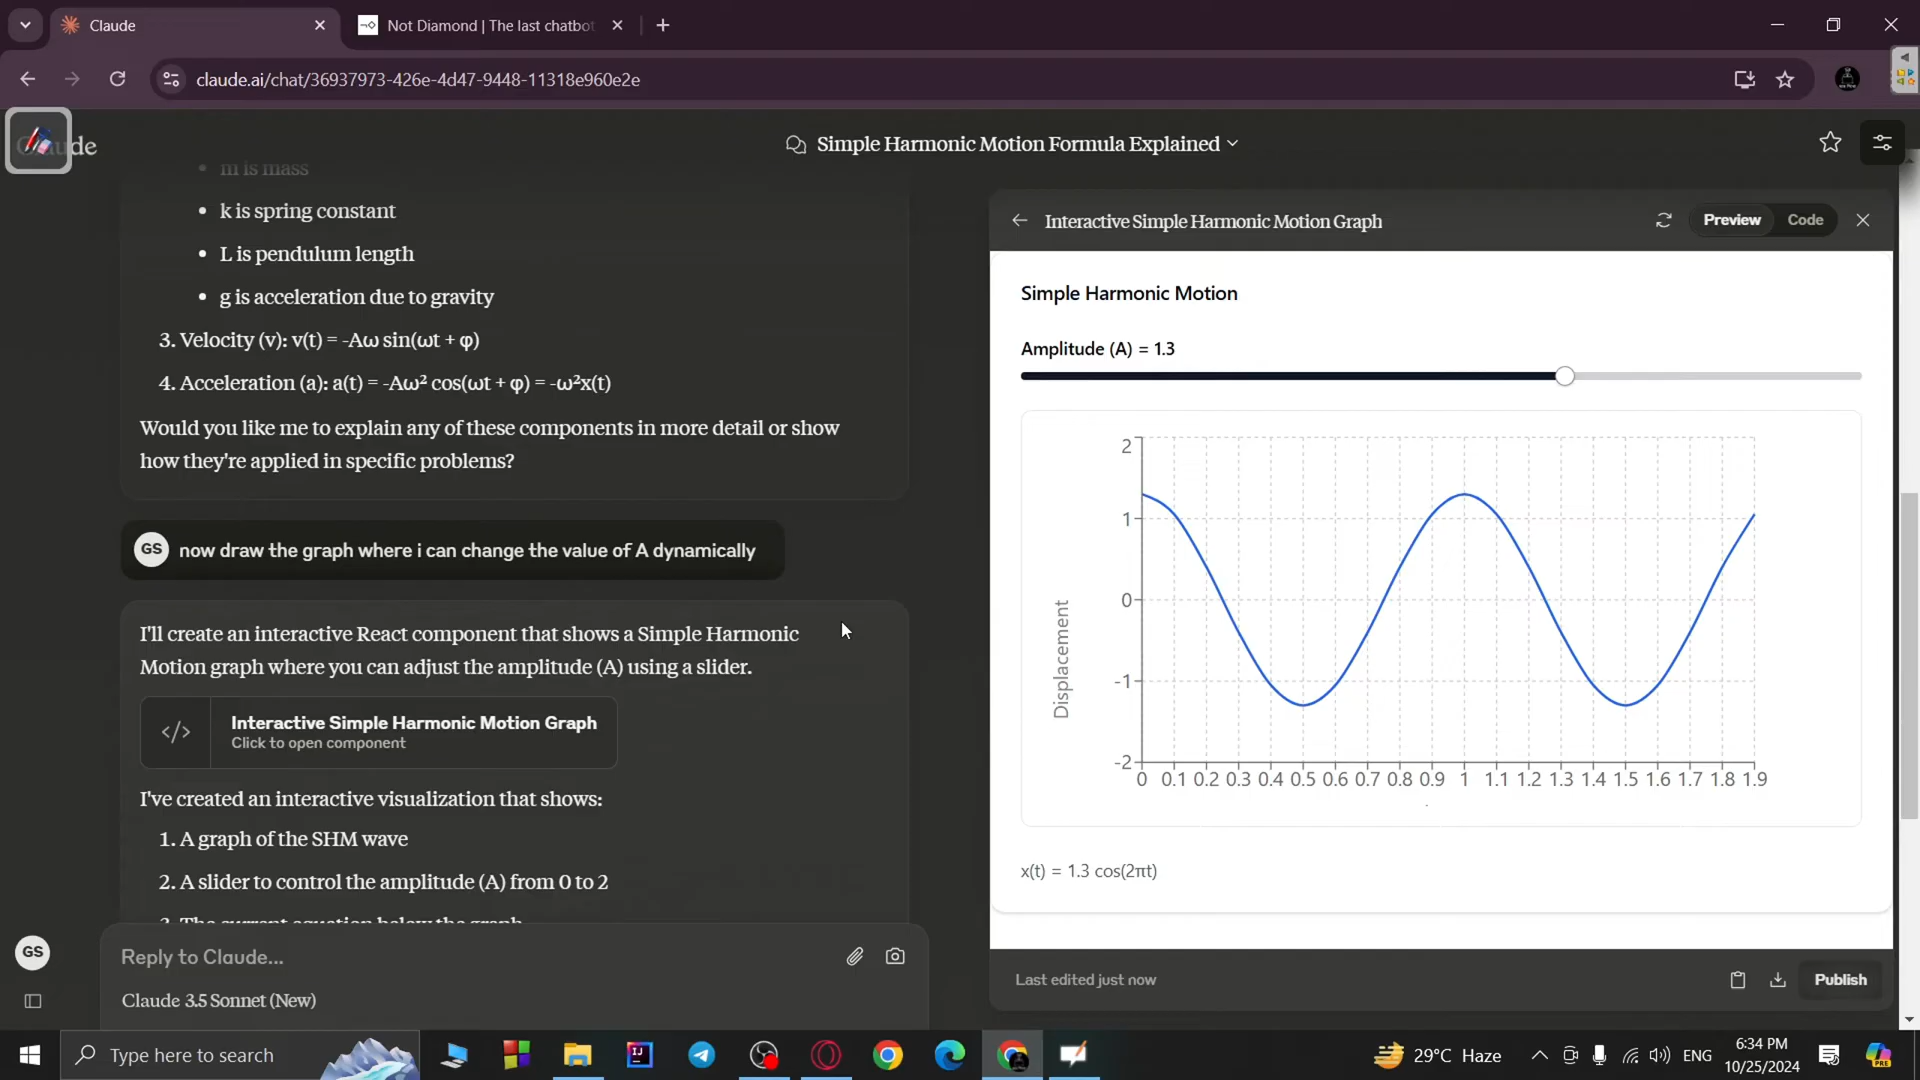 Claude
Not Diamond | The last chatbot
claude.ai/chat/36937973-426e-4d47-9448-11318e960e2e
de
Simple Harmonic Motion Formula Explained
• m is mass
• k is spring constant
• L is pendulum length
• g is acceleration due to gravity
3. Velocity (v): v(t) = -Aω sin(ωt + φ)
4. Acceleration (a): a(t) = -Aω² cos(ωt + φ) = -ω²x(t)
Would you like me to explain any of these components in more detail or show
how they're applied in specific problems?
GS now draw the graph where i can change the value of A dynamically
I'll create an interactive React component that shows a Simple Harmonic
Motion graph where you can adjust the amplitude (A) using a slider.
</> Interactive Simple Harmonic Motion Graph
Click to open component
I've created an interactive visualization that shows:
1. A graph of the SHM wave
2. A slider to control the amplitude (A) from 0 to 2
3. The current equation below the graph
GS
Reply to Claude...
Claude 3.5 Sonnet (New)
Interactive Simple Harmonic Motion Graph
Preview
Code
Simple Harmonic Motion
Amplitude (A) = 1.3
2
1
0
-1
-2
Displacement
0 0.1 0.2 0.3 0.4 0.5 0.6 0.7 0.8 0.9 1 1.1 1.2 1.3 1.4 1.5 1.6 1.7 1.8 1.9
x(t) = 1.3 cos(2πt)
Last edited just now
Publish
Type here to search
IJ
29°C Haze
ENG
6:34 PM
10/25/2024
PRE